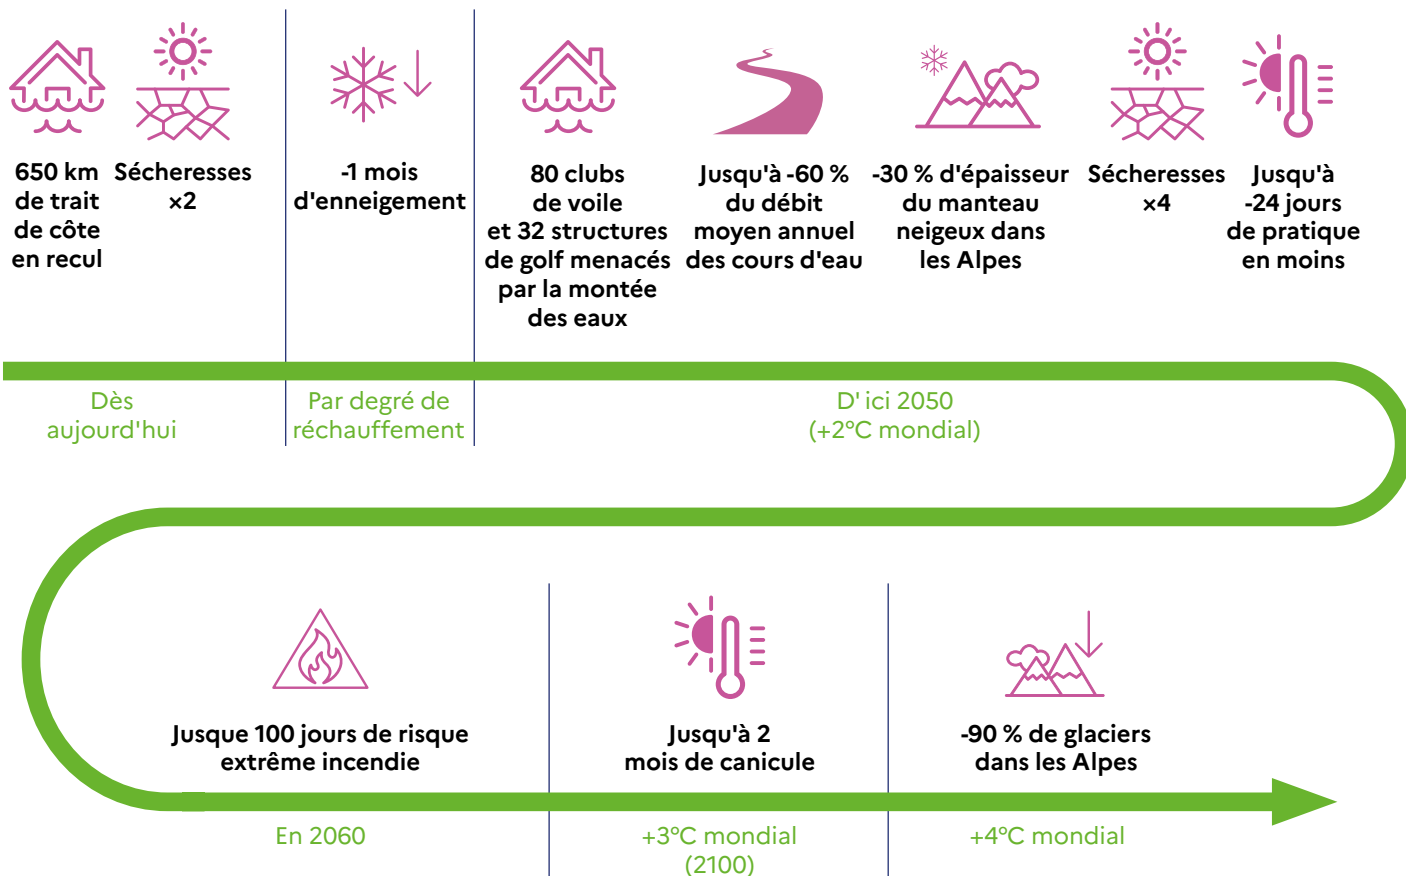 650 km
de trait
de côte
en recul
Sécheresses
×2
-1 mois
d'enneigement
80 clubs
de voile
et 32 structures
de golf menacés
par la montée
des eaux
Jusqu'à -60 %
du débit
moyen annuel
des cours d'eau
-30 % d'épaisseur
du manteau
neigeux dans
les Alpes
Sécheresses
×4
Jusqu'à
-24 jours
de pratique
en moins
Dès
aujourd'hui
Par degré de
réchauffement
D' ici 2050
(+2°C mondial)
Jusque 100 jours de risque
extrême incendie
Jusqu'à 2
mois de canicule
-90 % de glaciers
dans les Alpes
En 2060
+3°C mondial
(2100)
+4°C mondial